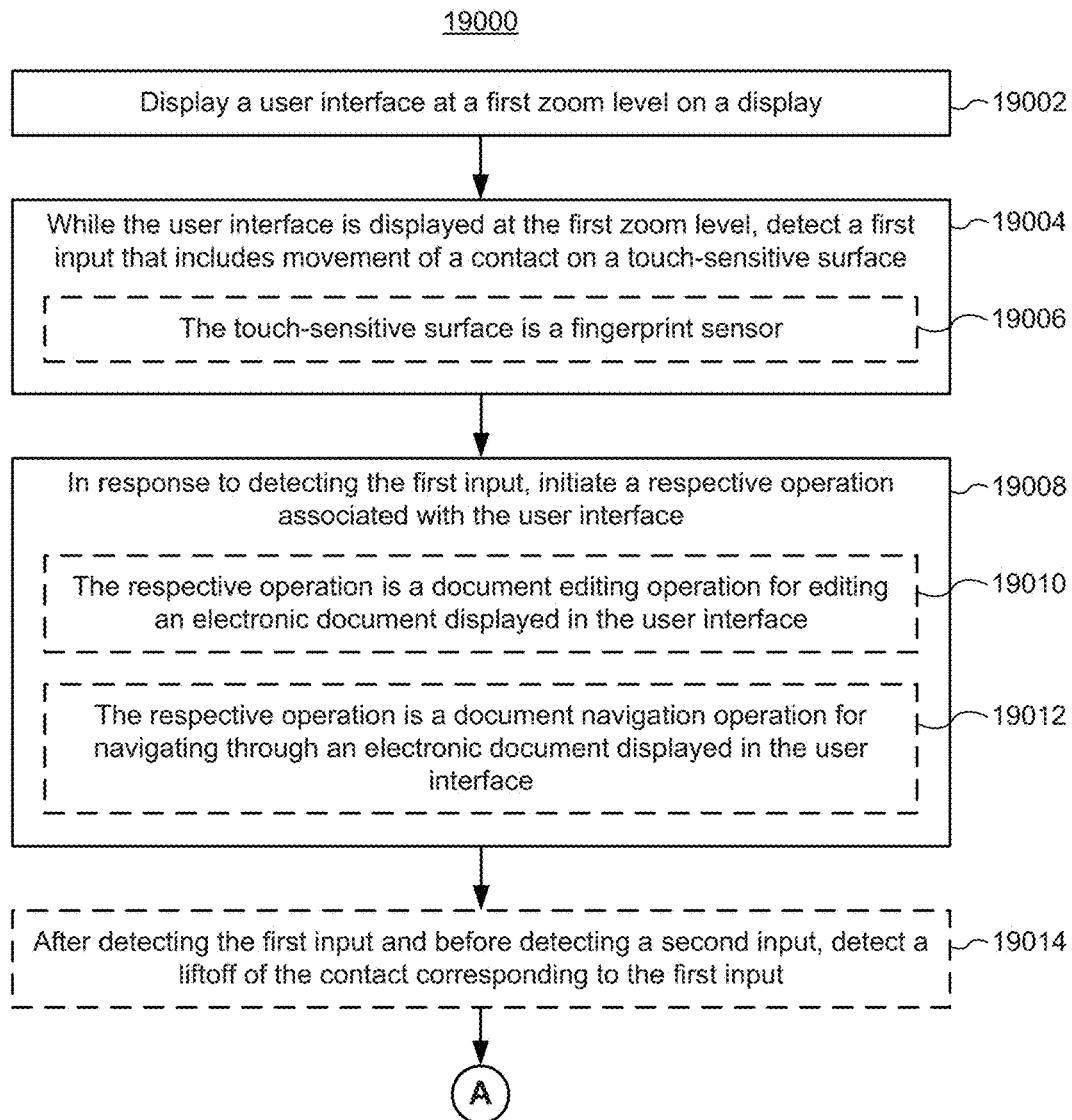 19000
Display a user interface at a first zoom level on a display
19002
While the user interface is displayed at the first zoom level, detect a first
input that includes movement of a contact on a touch-sensitive surface
19004
The touch-sensitive surface is a fingerprint sensor
19006
In response to detecting the first input, initiate a respective operation
associated with the user interface
19008
The respective operation is a document editing operation for editing
an electronic document displayed in the user interface
19010
The respective operation is a document navigation operation for
navigating through an electronic document displayed in the user
interface
19012
After detecting the first input and before detecting a second input, detect a
liftoff of the contact corresponding to the first input
19014
A